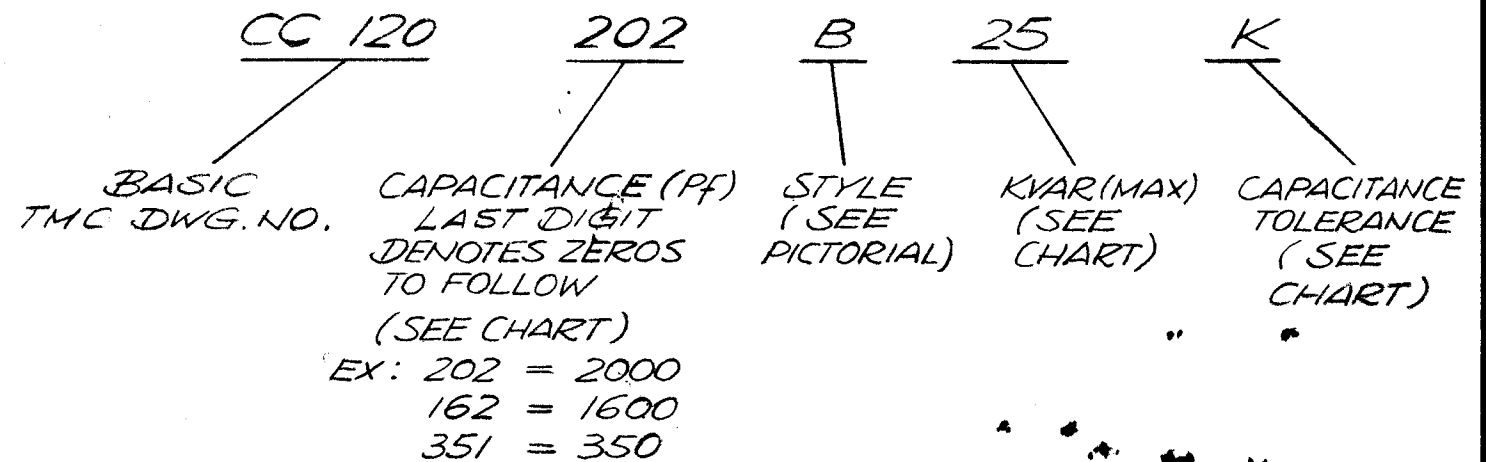 CC 120 202 B 25 K
BASIC
TMC DWG. NO.
CAPACITANCE (Pf)
LAST DIGIT
DENOTES ZEROS
TO FOLLOW
(SEE CHART)
EX: 202 = 2000
162 = 1600
351 = 350
STYLE
(SEE
PICTORIAL)
KVAR (MAX)
(SEE
CHART)
CAPACITANCE
TOLERANCE
(SEE
CHART)